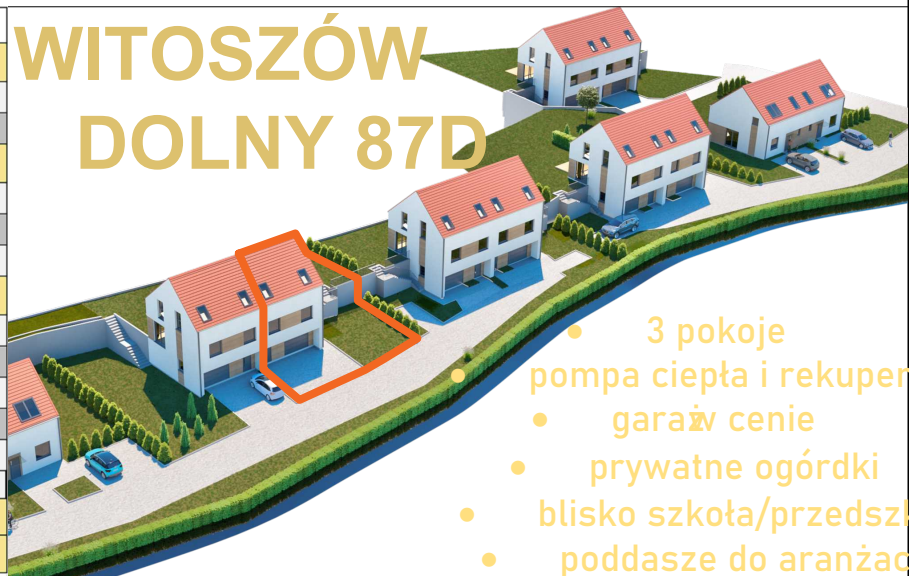 WITOSZÓW
DOLNY 87D
• 3 pokoje
• pompa ciepła i rekuper
• garaż w cenie
• prywatne ogórdki
• blisko szkoła/przedszk
• poddasze do aranżac